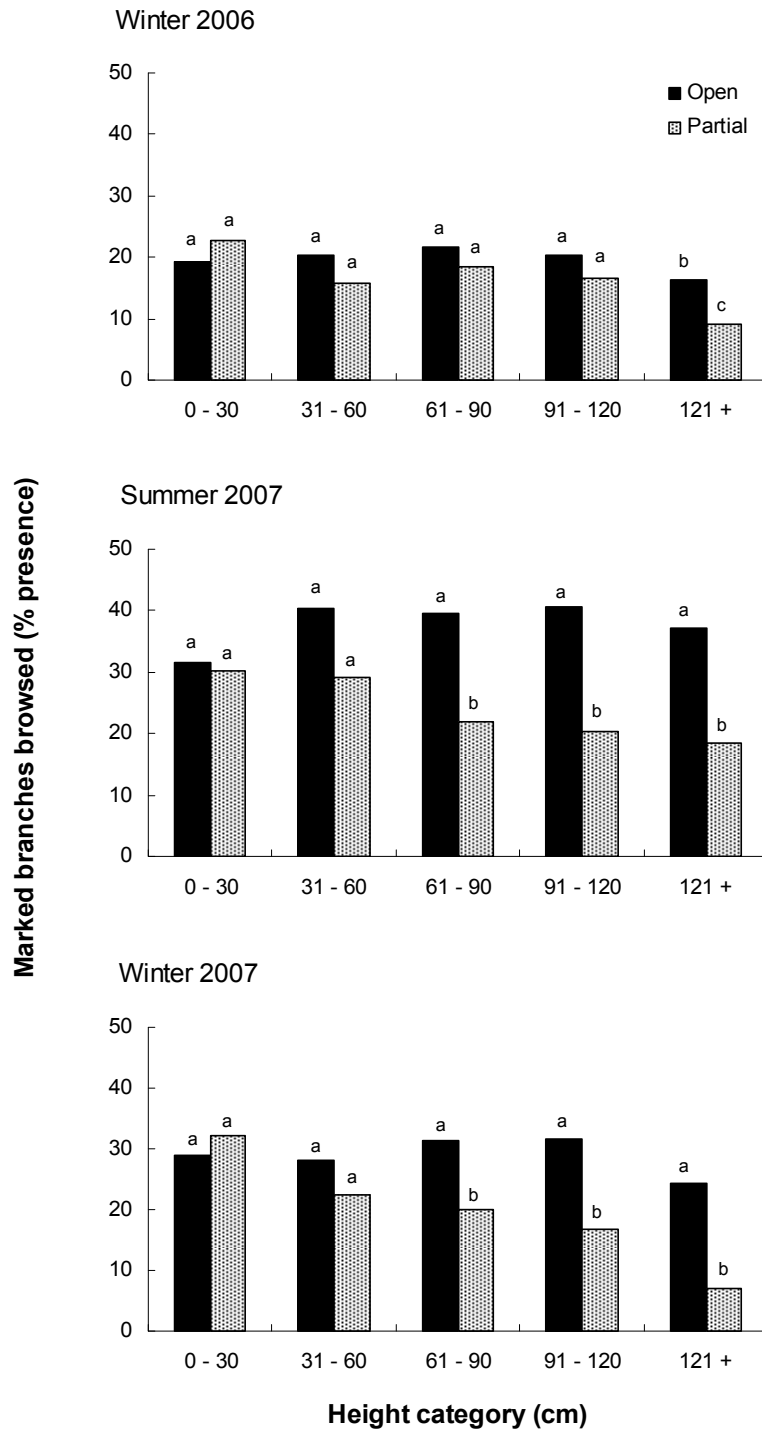 Winter 2006
50
40
30
20
10
0
Open
Partial
a a a a a a a a b c
0 - 30 31 - 60 61 - 90 91 - 120 121 +
Marked branches browsed (% presence)
Summer 2007
50
40
30
20
10
0
a a a a a b a b a b
0 - 30 31 - 60 61 - 90 91 - 120 121 +
Winter 2007
50
40
30
20
10
0
a a a a a b a b a b
0 - 30 31 - 60 61 - 90 91 - 120 121 +
Height category (cm)